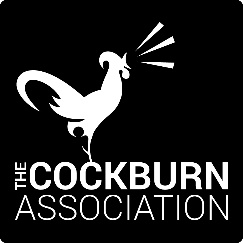 THE COCKBURN
ASSOCIATION